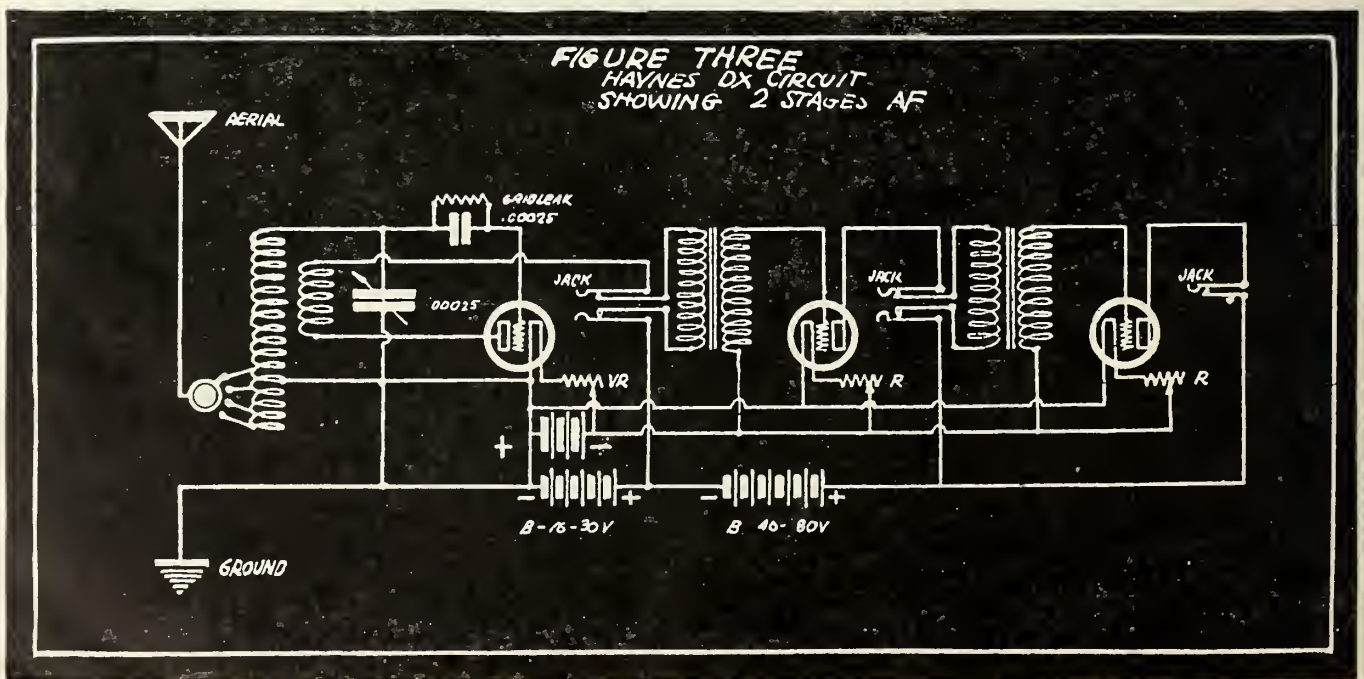 FIGURE THREE
HAYNES DX CIRCUIT
SHOWING 2 STAGES AF
AERIAL
GRIDLEAK
.00025
JACK
JACK
JACK
.00025
VR
R
R
+ -
- + - +
B-16-30V
B 40-80V
GROUND